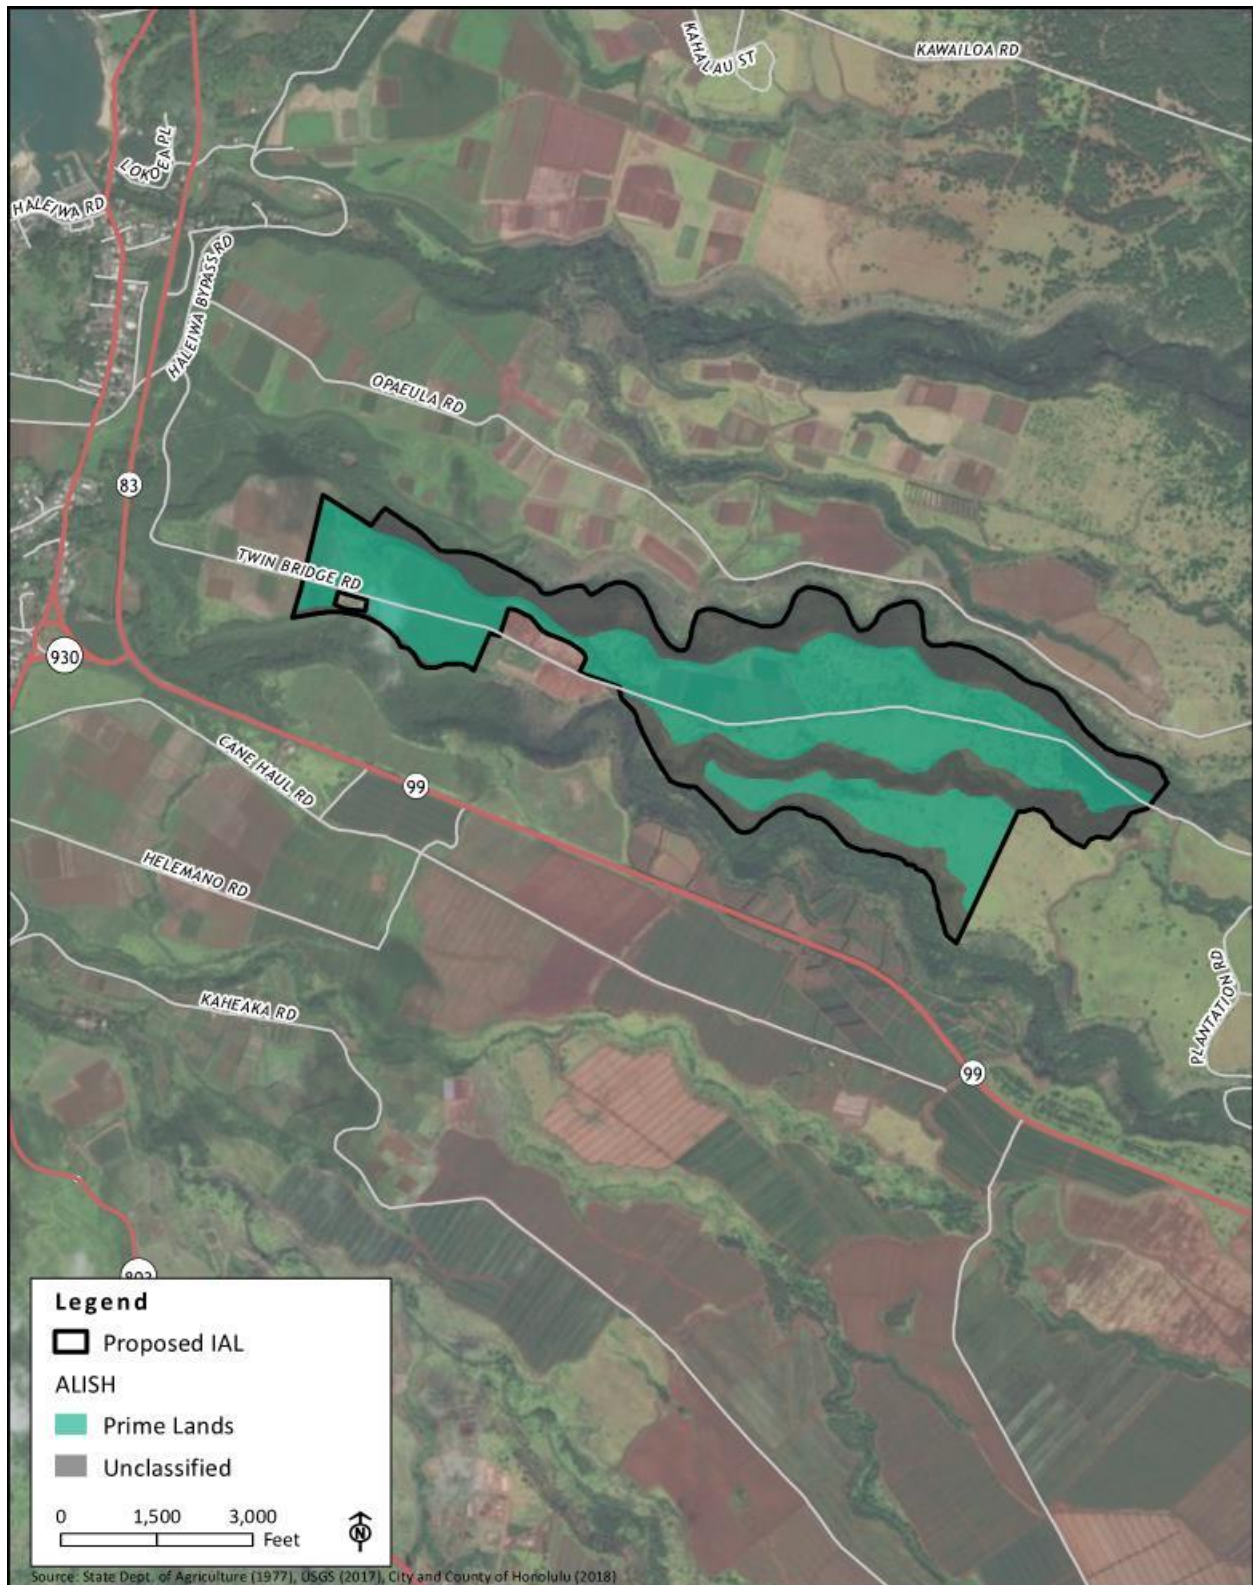 KAHALAU ST
KAWAILOA RD
LOKOEA PL
HALEIWA RD
HALEIWA BYPASS RD
OPAEULA RD
83
TWIN BRIDGE RD
930
CANE HAUL RD
99
HELEMANO RD
PLANTATION RD
KAHEAKA RD
99
803
Legend
Proposed IAL
ALISH
Prime Lands
Unclassified
0 1,500 3,000
Feet
N
Source: State Dept. of Agriculture (1977), USGS (2017), City and County of Honolulu (2018)